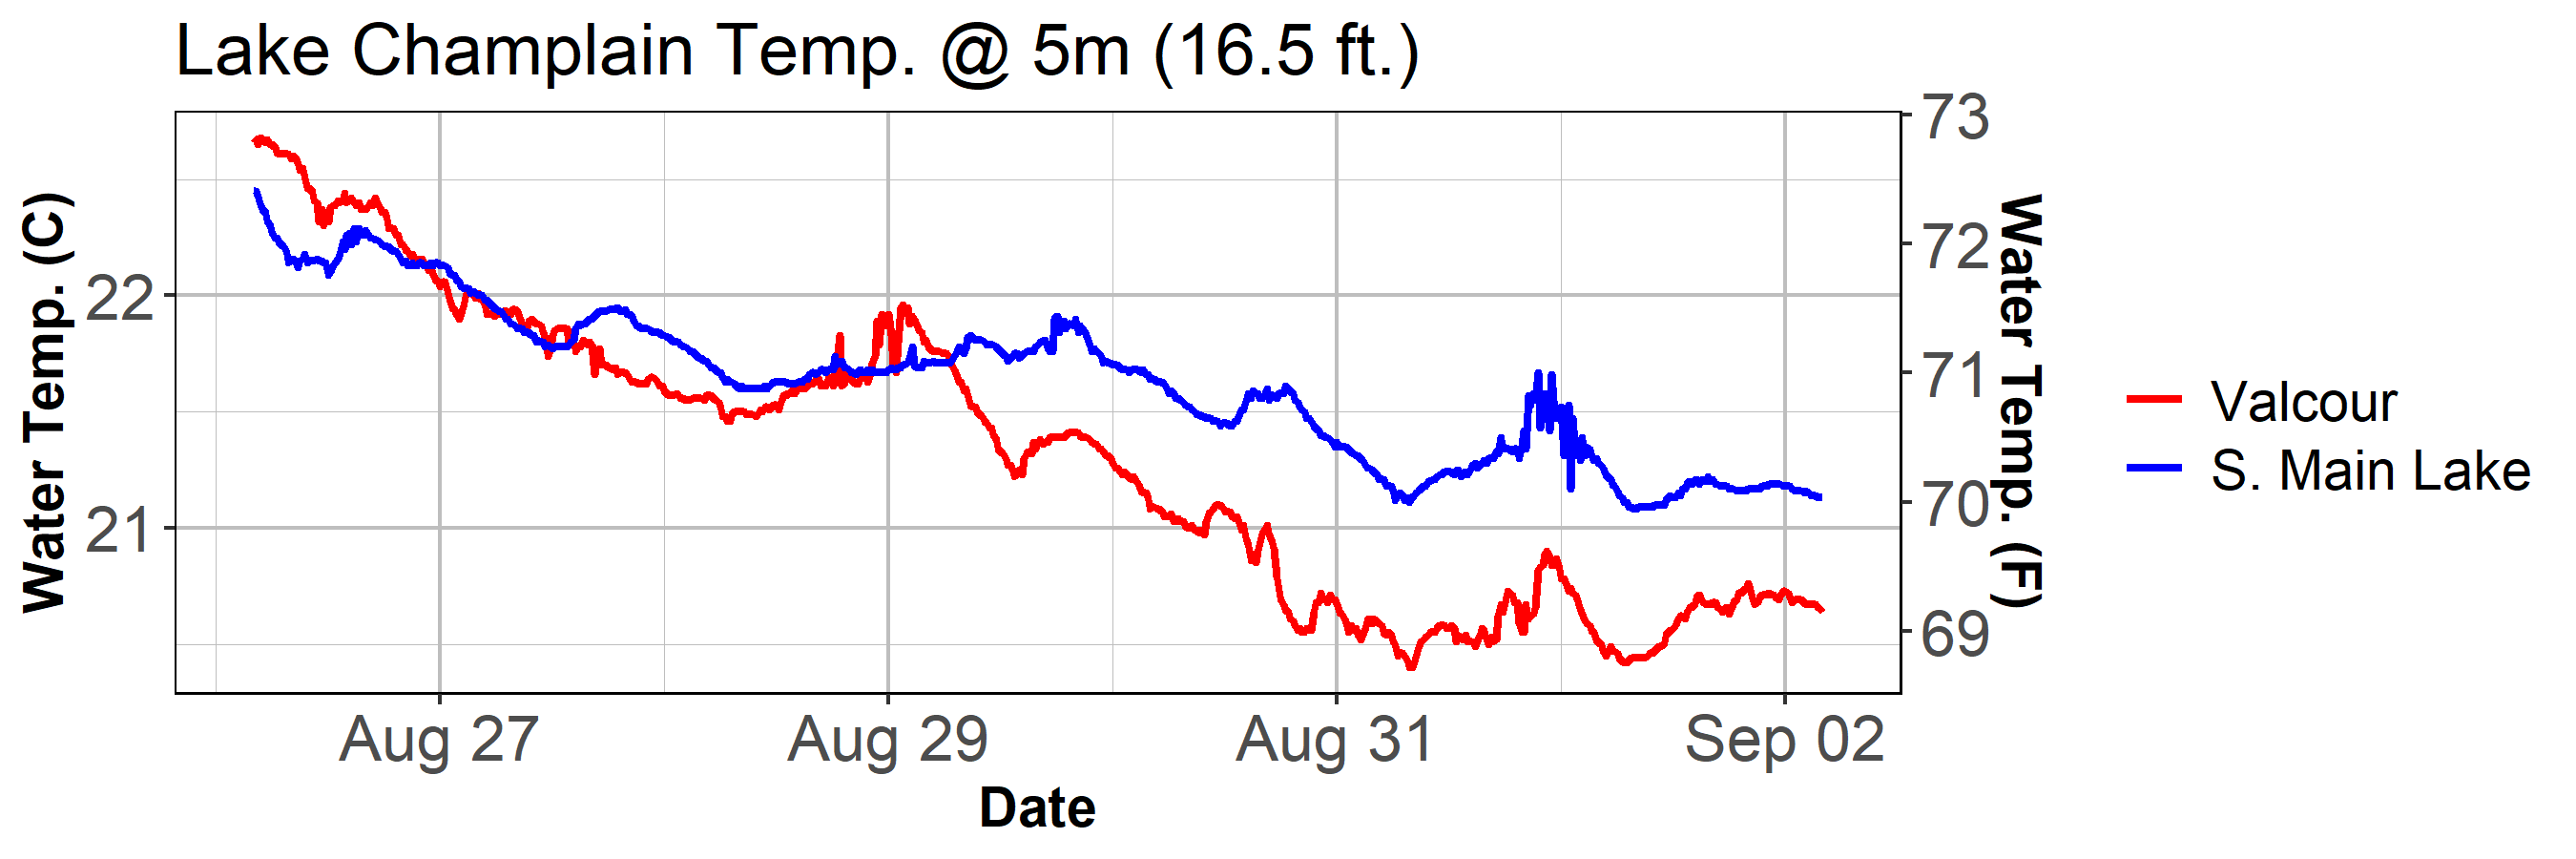 Lake Champlain Temp. @ 5m (16.5 ft.)
Water Temp. (C)
22
21
73
72
71
70
69
Water Temp. (F)
Aug 27
Aug 29
Aug 31
Sep 02
Date
Valcour
S. Main Lake